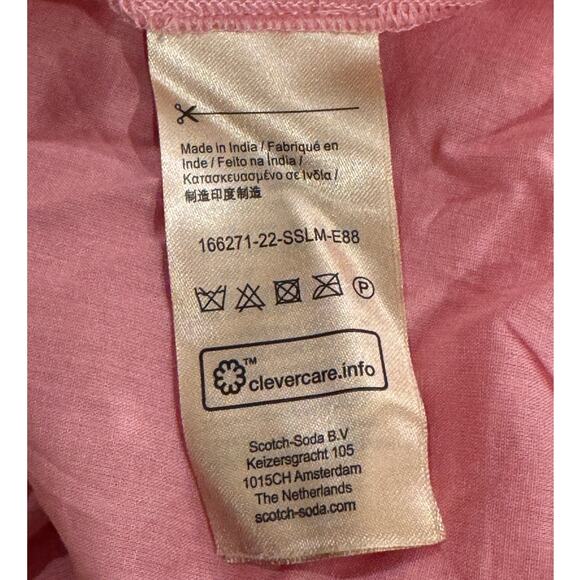 Made in India / Fabriqué en
Inde / Feito na Índia /
Κατασκευασμένο σε Ινδία /
制造印度制造
166271-22-SSLM-E88
P
™
clevercare.info
Scotch-Soda B.V
Keizersgracht 105
1015CH Amsterdam
The Netherlands
scotch-soda.com